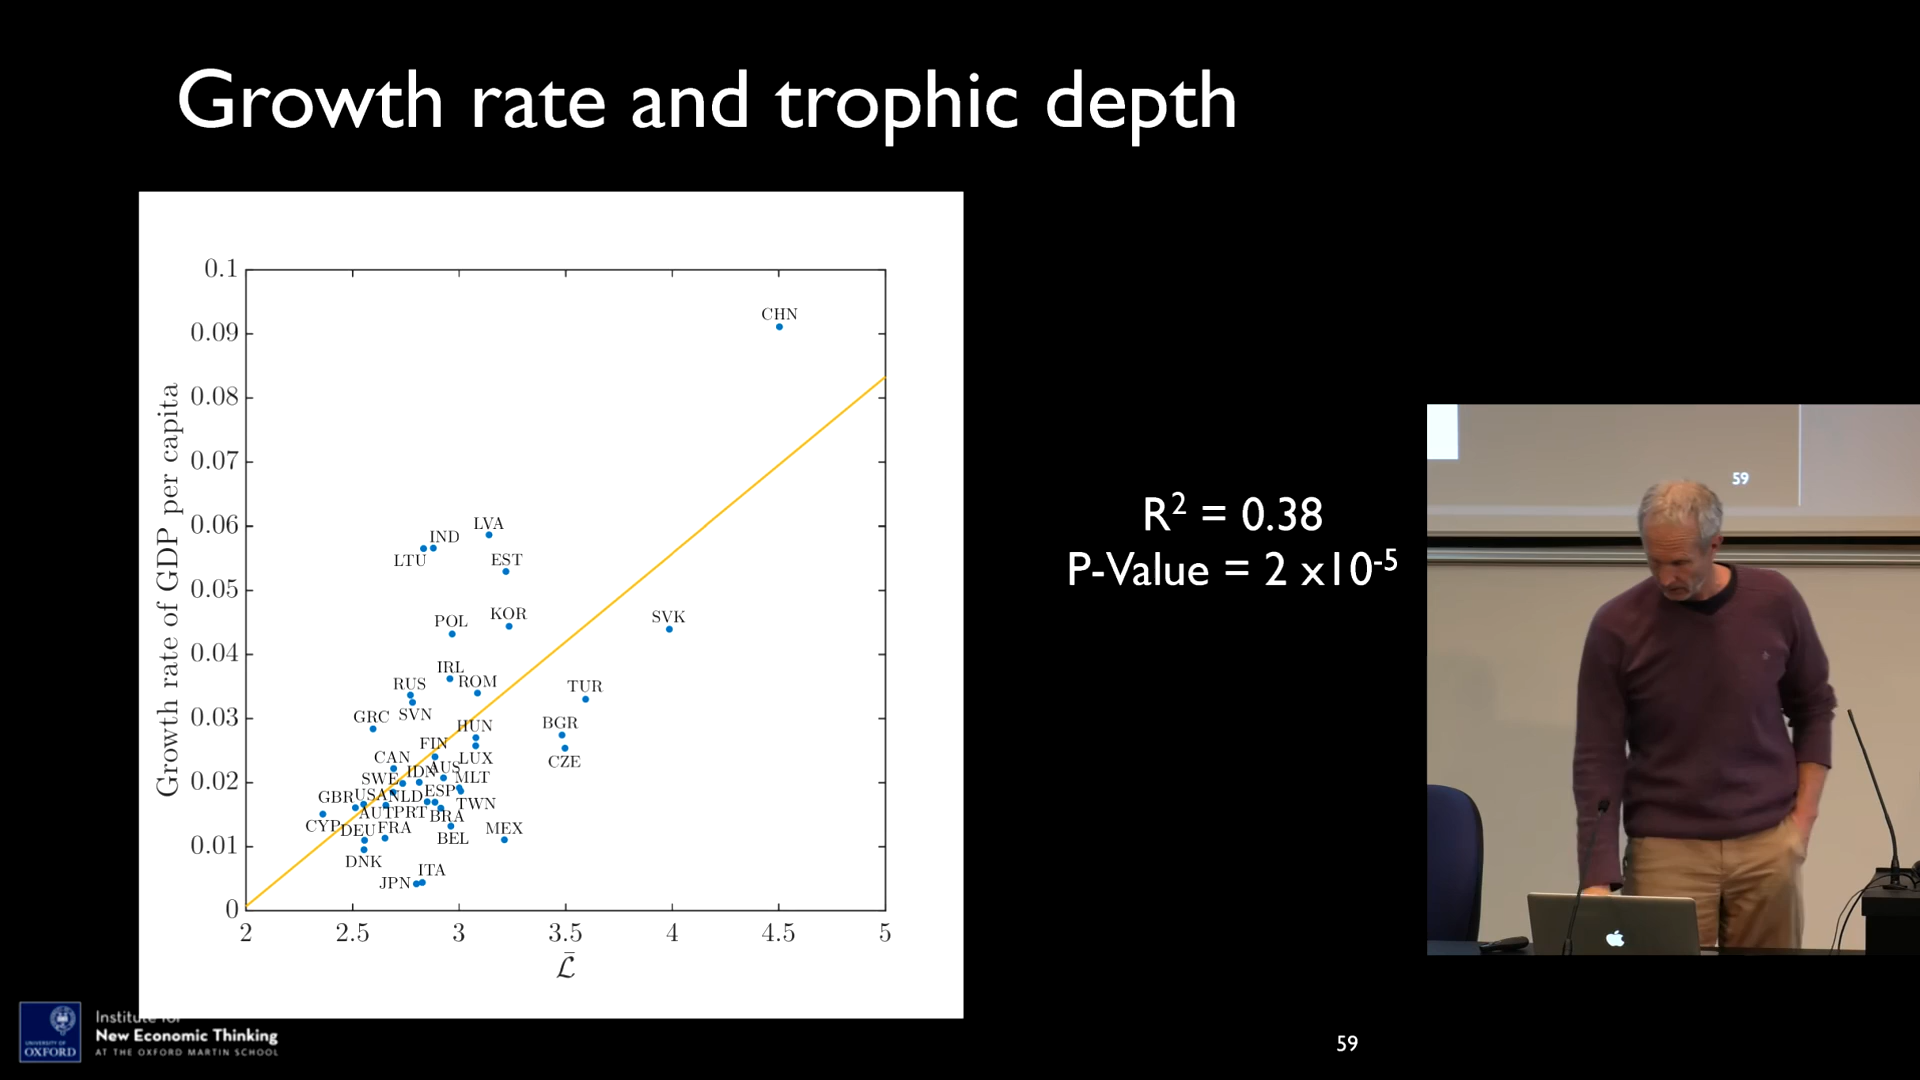 Growth rate and trophic depth
Growth rate of GDP per capita
0.1
0.09
0.08
0.07
0.06
0.05
0.04
0.03
0.02
0.01
0
2
2.5
3
3.5
4
4.5
5
CHN
LVA
IND
LTU
EST
KOR
POL
SVK
IRL
ROM
RUS
TUR
SVN
GRC
BGR
HUN
FIN
CAN
LUX
CZE
AUS
IDN
SWE
MLT
ESP
GBR
USA
NLD
TWN
AUT
PRT
BRA
CYP
DEU
FRA
MEX
BEL
DNK
ITA
JPN
L̄
R² = 0.38
P-Value = 2 x10⁻⁵
59
UNIVERSITY OF
OXFORD
Institute for
New Economic Thinking
AT THE OXFORD MARTIN SCHOOL
59